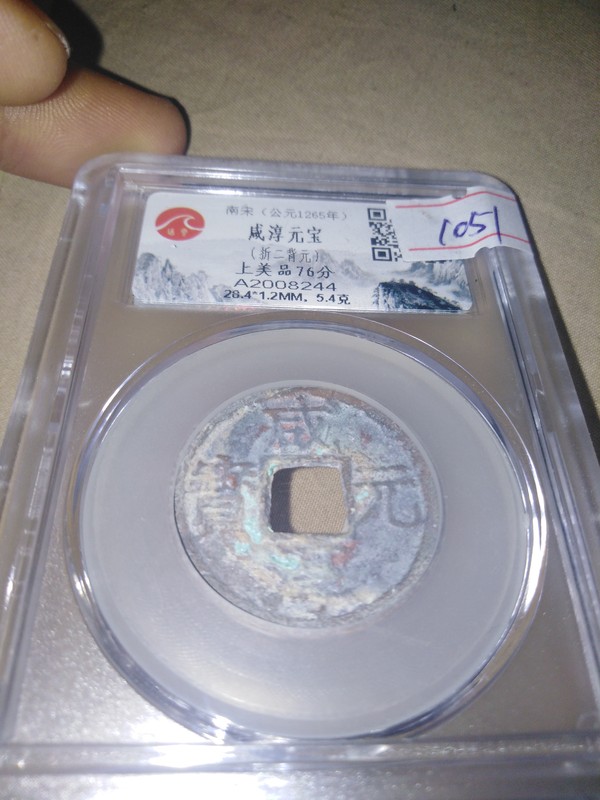 南宋（公元1265年）
咸淳元宝
（折二背元）
上美品76分
A2008244
28.4*1.2MM. 5.4克
1051
咸
元
寶